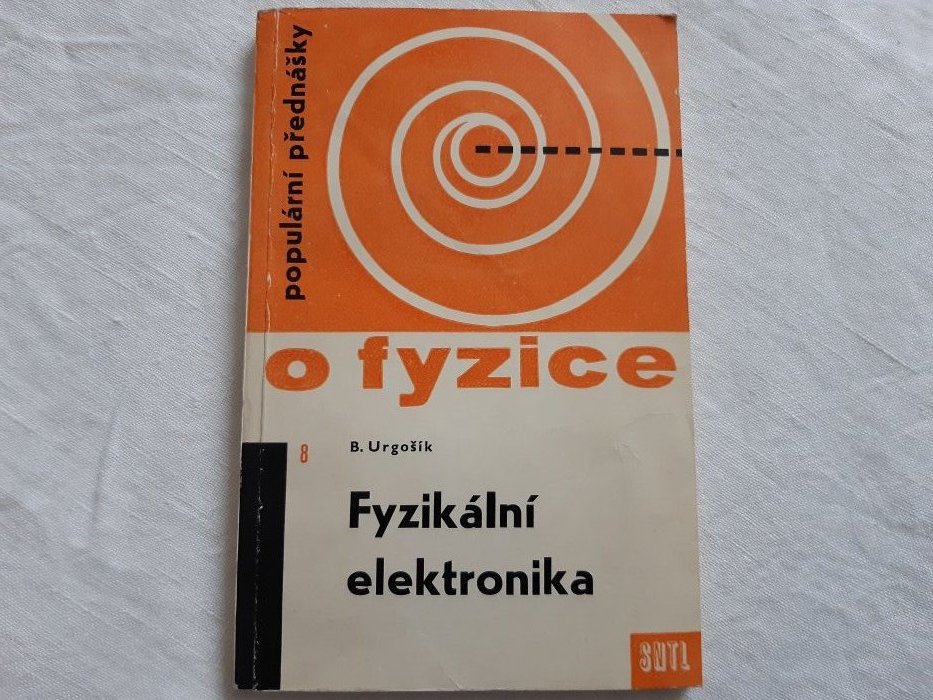 populární přednášky
o fyzice
8
B. Urgošík
Fyzikální
elektronika
SNTL